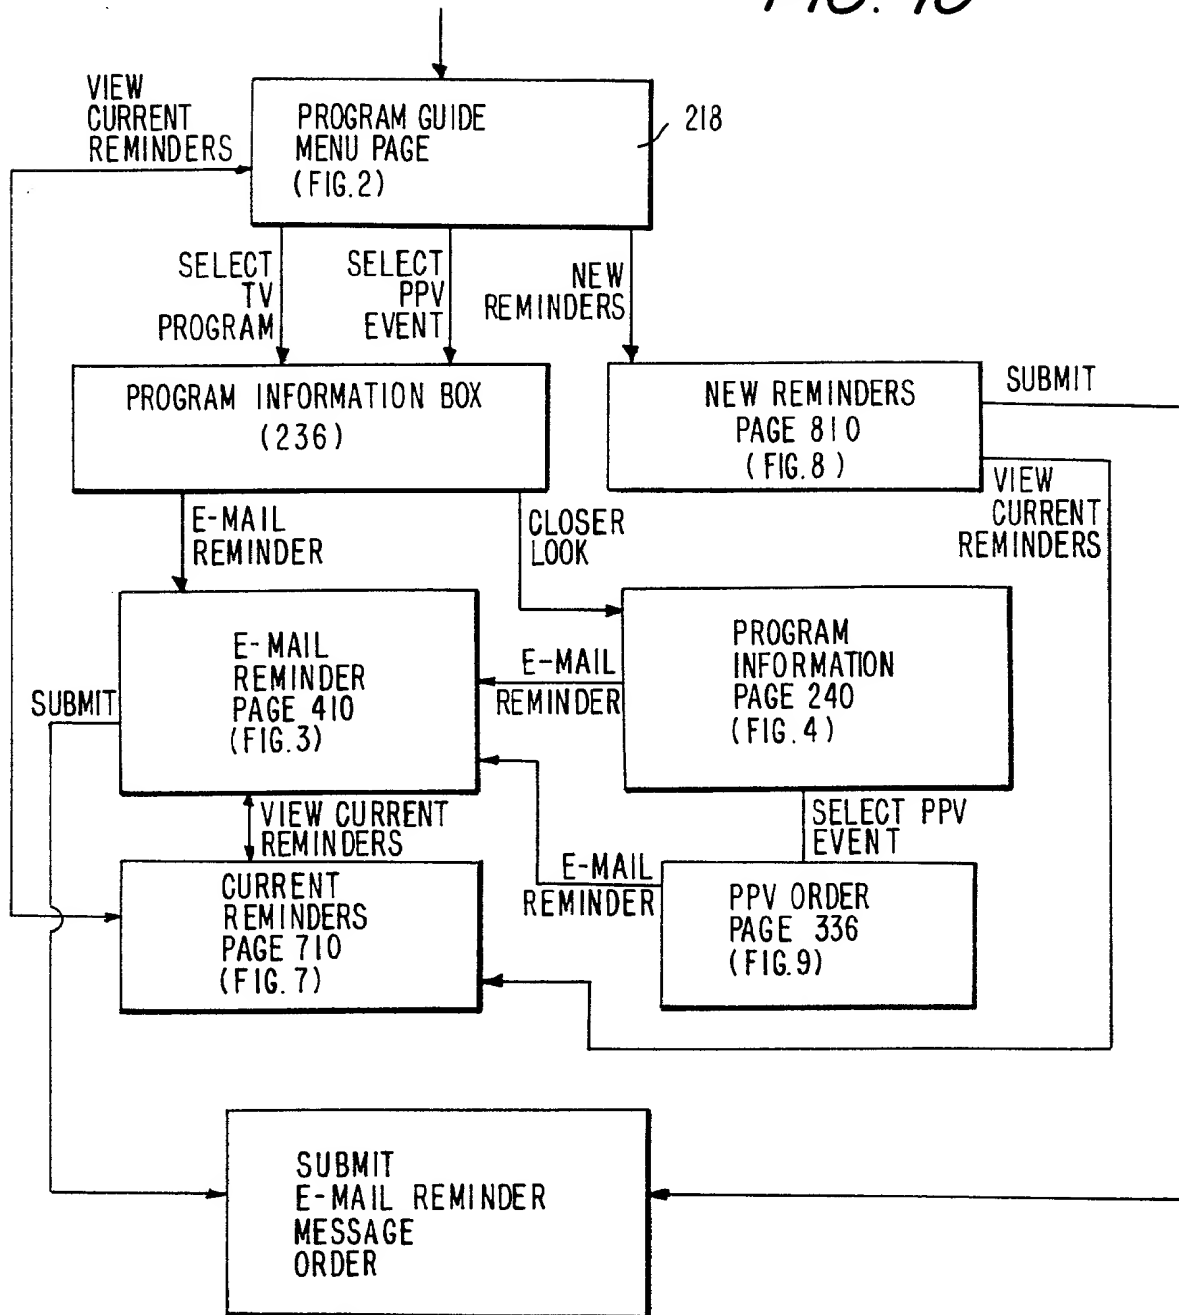 VIEW
CURRENT
REMINDERS
PROGRAM GUIDE
MENU PAGE
(FIG.2)
218
SELECT
TV
PROGRAM
SELECT
PPV
EVENT
NEW
REMINDERS
PROGRAM INFORMATION BOX
(236)
NEW REMINDERS
PAGE 810
(FIG.8)
SUBMIT
VIEW
CURRENT
REMINDERS
E-MAIL
REMINDER
CLOSER
LOOK
E-MAIL
REMINDER
PAGE 410
(FIG.3)
E-MAIL
REMINDER
PROGRAM
INFORMATION
PAGE 240
(FIG.4)
SUBMIT
VIEW CURRENT
REMINDERS
SELECT PPV
EVENT
CURRENT
REMINDERS
PAGE 710
(FIG.7)
E-MAIL
REMINDER
PPV ORDER
PAGE 336
(FIG.9)
SUBMIT
E-MAIL REMINDER
MESSAGE
ORDER